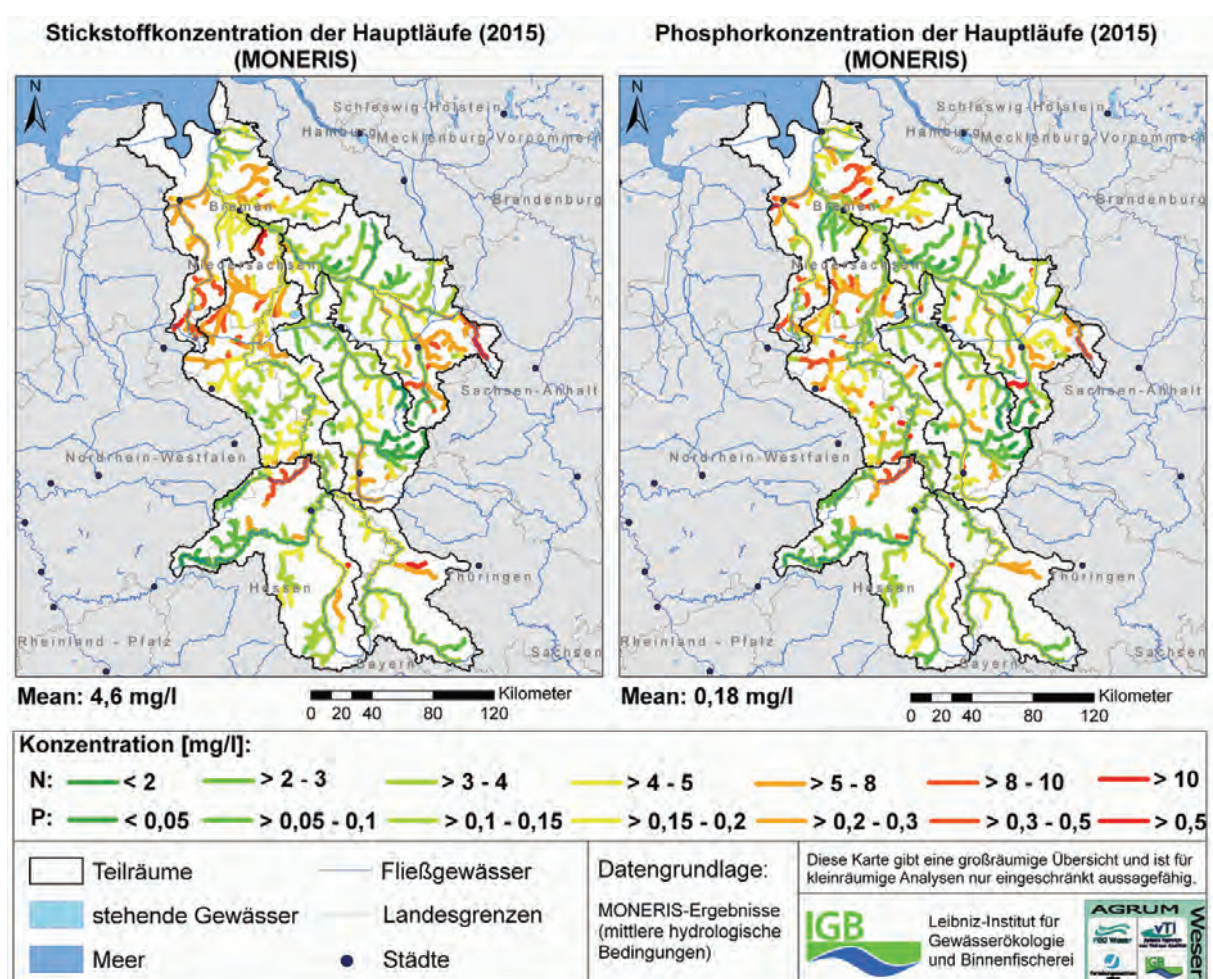 Stickstoffkonzentration der Hauptläufe (2015)
(MONERIS)
N
Schleswig-Holstein
Hamburg
Mecklenburg-Vorpommern
Brandenburg
Bremen
Niedersachsen
Sachsen-Anhalt
Nordrhein-Westfalen
Hessen
Thüringen
Rheinland - Pfalz
Bayern
Sachsen
Mean: 4,6 mg/l
Kilometer
0 20 40 80 120
Phosphorkonzentration der Hauptläufe (2015)
(MONERIS)
N
Schleswig-Holstein
Hamburg
Mecklenburg-Vorpommern
Brandenburg
Bremen
Niedersachsen
Sachsen-Anhalt
Nordrhein-Westfalen
Hessen
Thüringen
Rheinland - Pfalz
Bayern
Sachsen
Mean: 0,18 mg/l
Kilometer
0 20 40 80 120
Konzentration [mg/l]:
N: < 2 > 2 - 3 > 3 - 4 > 4 - 5 > 5 - 8 > 8 - 10 > 10
P: < 0,05 > 0,05 - 0,1 > 0,1 - 0,15 > 0,15 - 0,2 > 0,2 - 0,3 > 0,3 - 0,5 > 0,5
Teilräume
stehende Gewässer
Meer
Fließgewässer
Landesgrenzen
Städte
Datengrundlage:
MONERIS-Ergebnisse
(mittlere hydrologische
Bedingungen)
Diese Karte gibt eine großräumige Übersicht und ist für
kleinräumige Analysen nur eingeschränkt aussagefähig.
IGB
Leibniz-Institut für
Gewässerökologie
und Binnenfischerei
AGRUM
Weser
FGG Weser
vTI
IGB